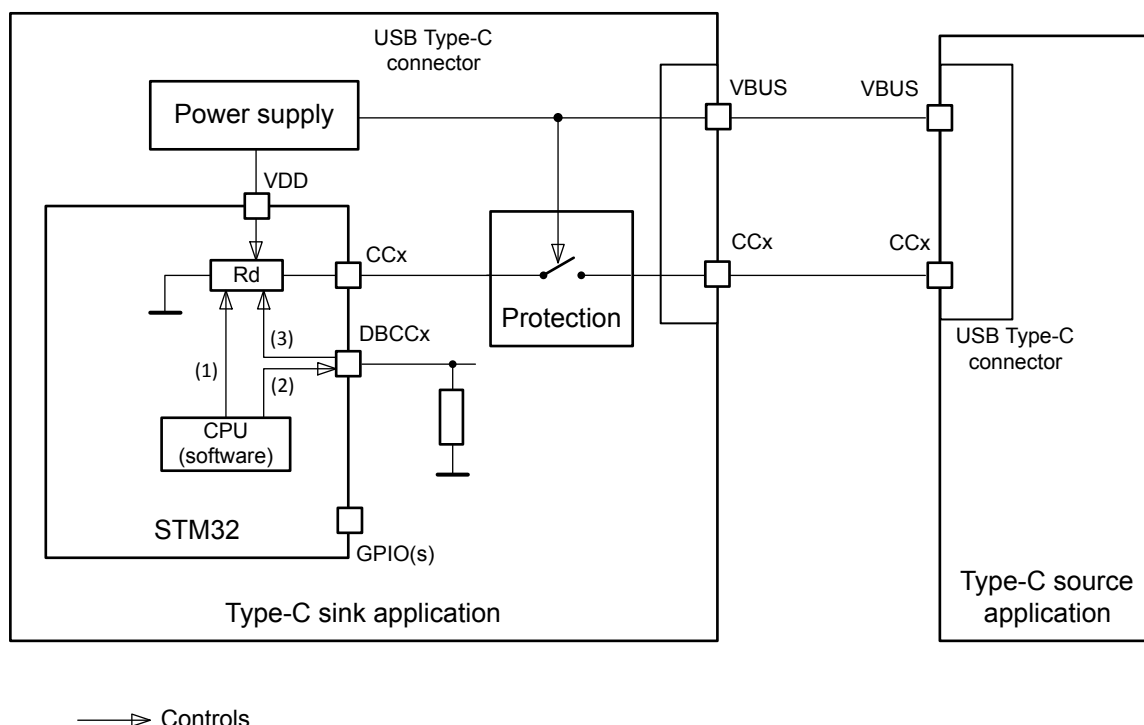 USB Type-C
connector
VBUS
VBUS
Power supply
VDD
CCx
CCx
CCx
Rd
Protection
DBCCx
USB Type-C
connector
(3)
(1)
(2)
CPU
(software)
STM32
GPIO(s)
Type-C sink application
Type-C source
application
Controls